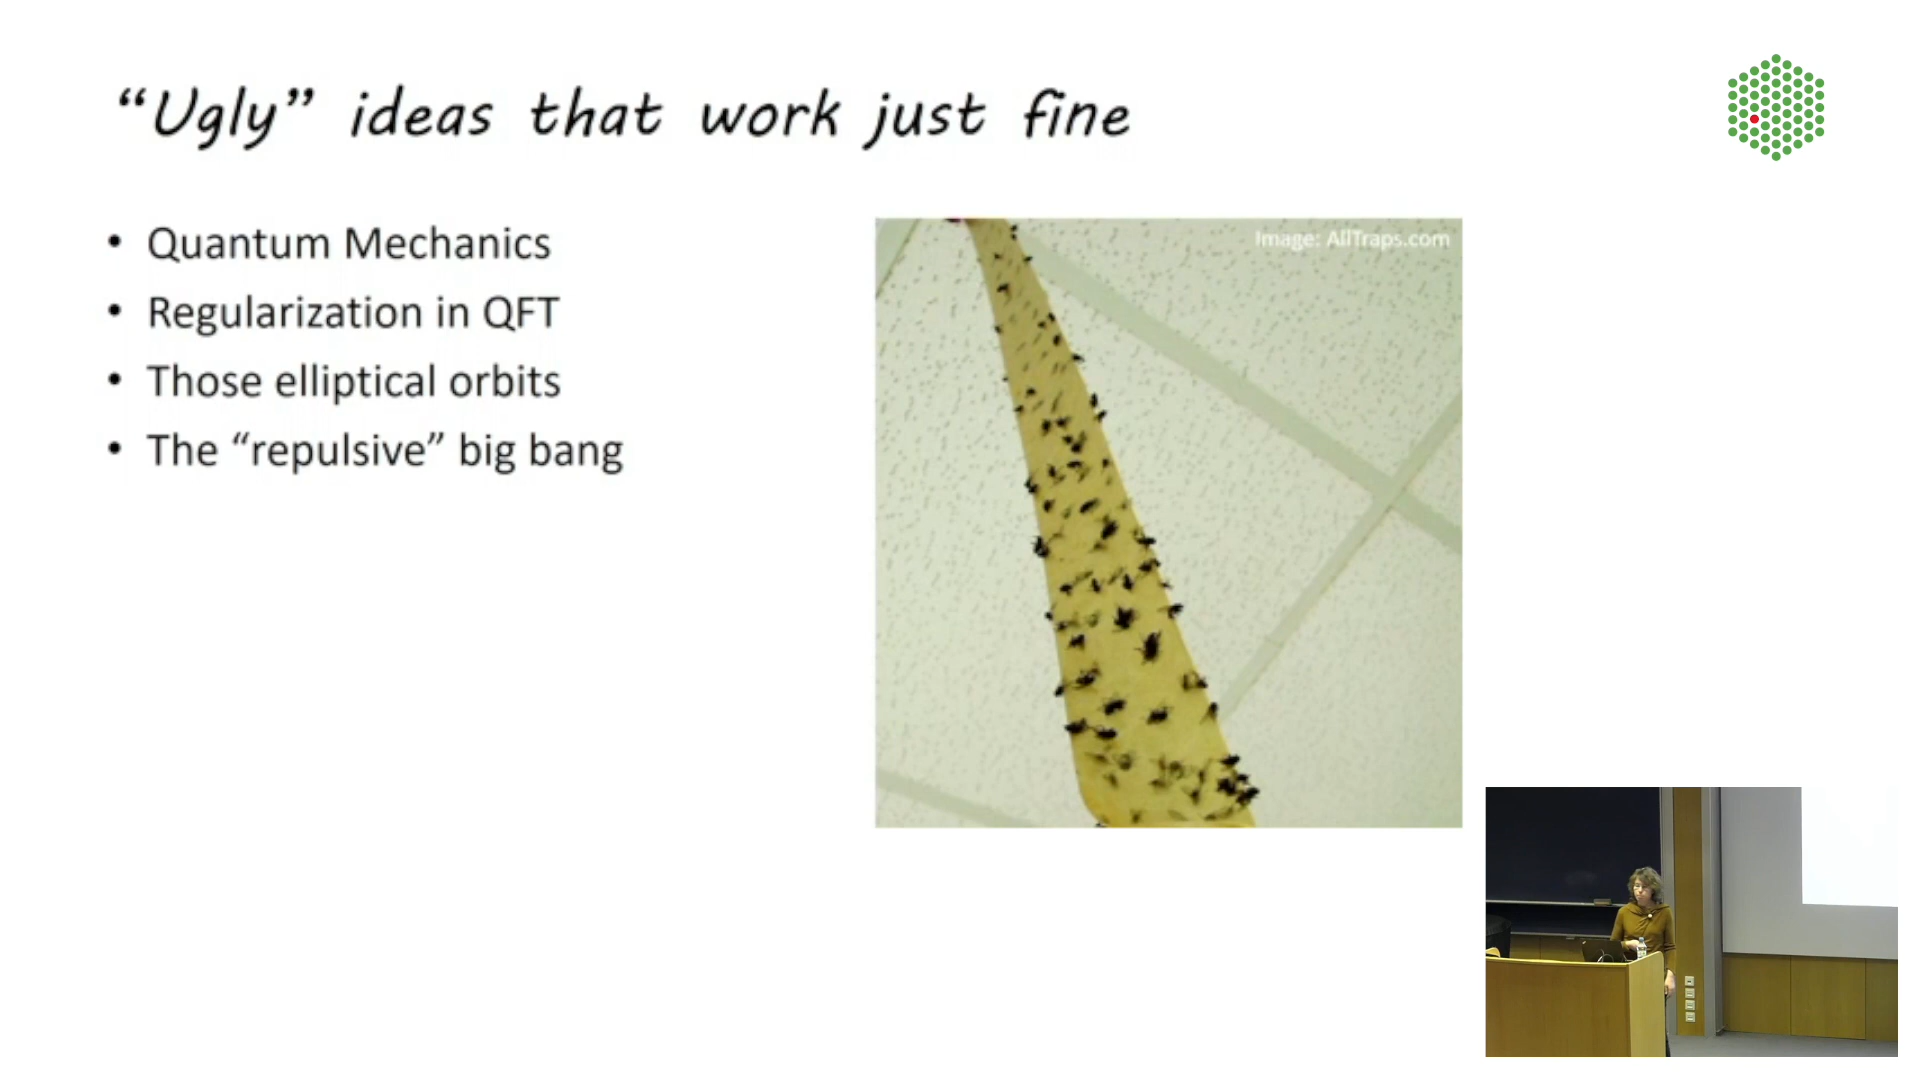 “Ugly” ideas that work just fine
• Quantum Mechanics
• Regularization in QFT
• Those elliptical orbits
• The “repulsive” big bang
Image: AllTraps.com